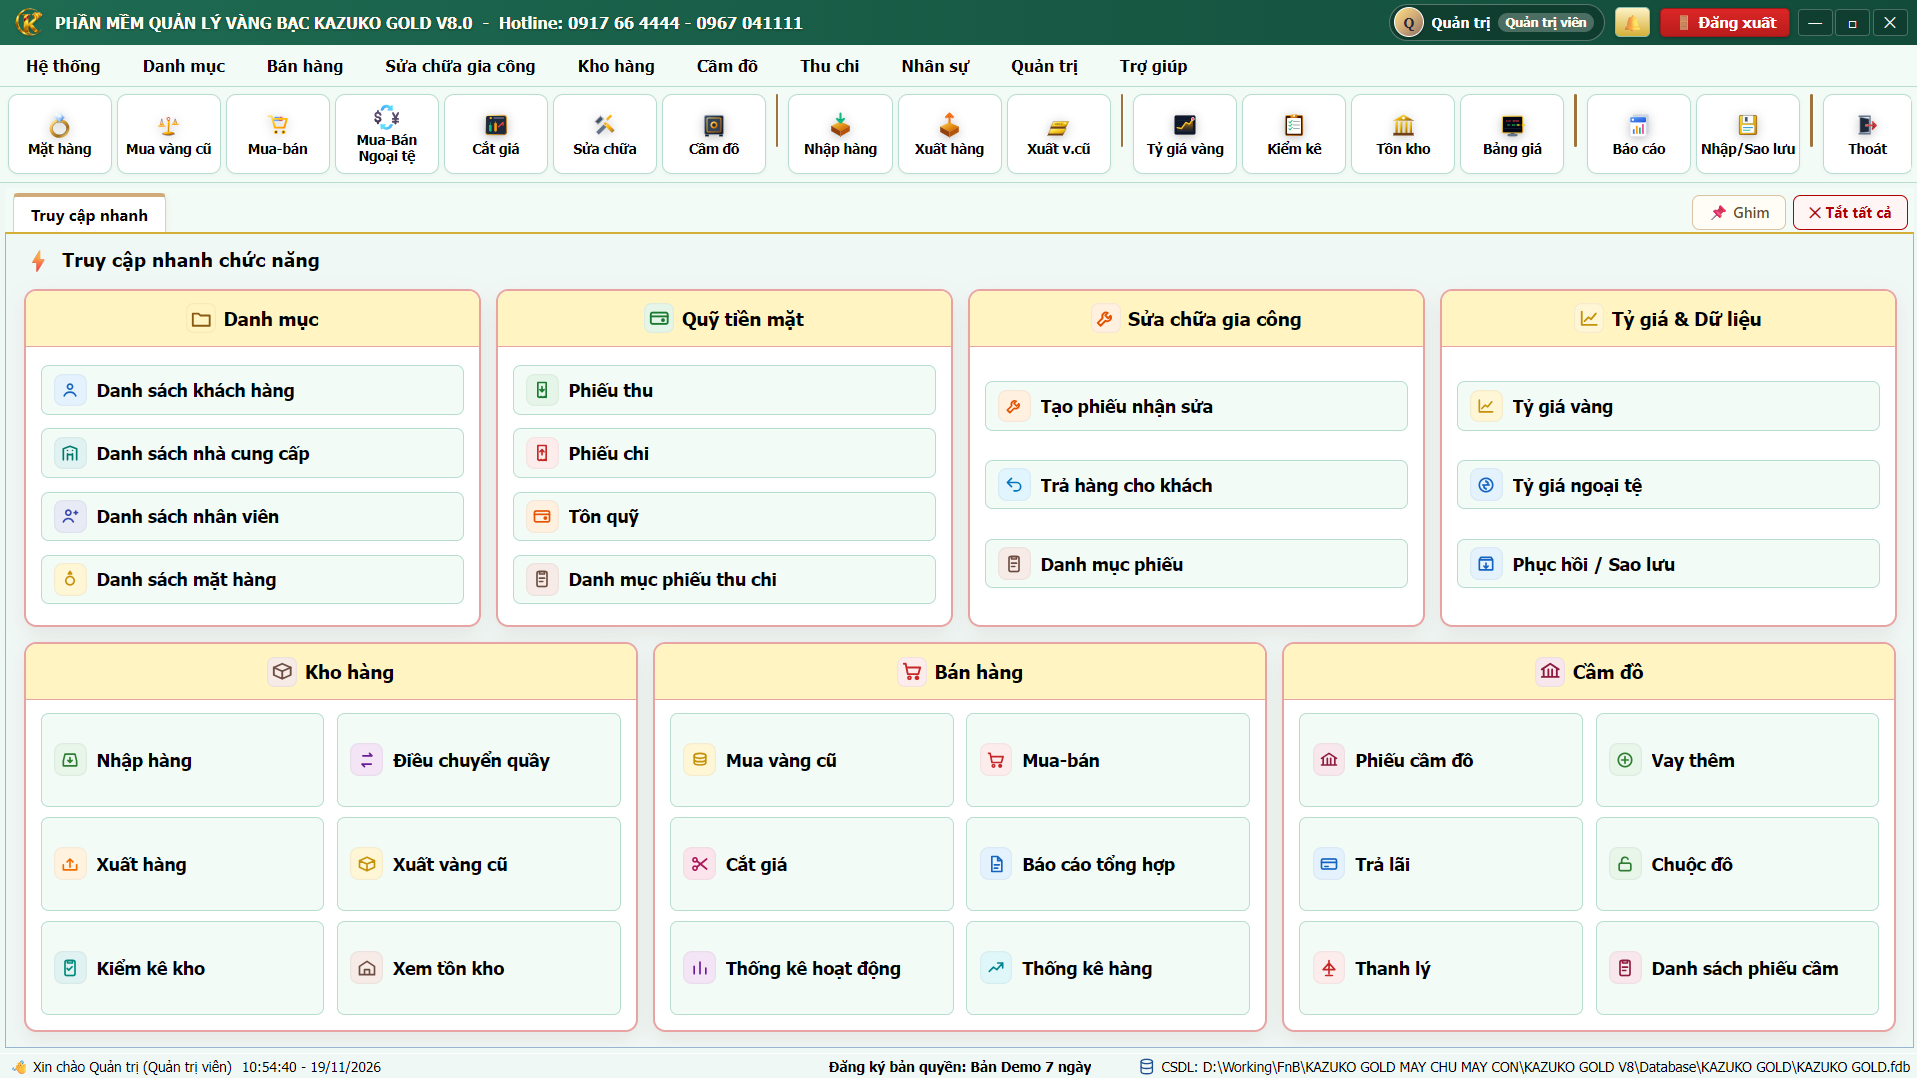 PHẦN MỀM QUẢN LÝ VÀNG BẠC KAZUKO GOLD V8.0 - Hotline: 0917 66 4444 - 0967 041111
Q Quản trị Quản trị viên
Đăng xuất
Hệ thống Danh mục Bán hàng Sửa chữa gia công Kho hàng Cầm đồ Thu chi Nhân sự Quản trị Trợ giúp
Mặt hàng
Mua vàng cũ
Mua-bán
Mua-Bán
Ngoại tệ
Cắt giá
Sửa chữa
Cầm đồ
Nhập hàng
Xuất hàng
Xuất v.cũ
Tỷ giá vàng
Kiểm kê
Tồn kho
Bảng giá
Báo cáo
Nhập/Sao lưu
Thoát
Truy cập nhanh
Ghim
Tắt tất cả
Truy cập nhanh chức năng
Danh mục
Danh sách khách hàng
Danh sách nhà cung cấp
Danh sách nhân viên
Danh sách mặt hàng
Quỹ tiền mặt
Phiếu thu
Phiếu chi
Tồn quỹ
Danh mục phiếu thu chi
Sửa chữa gia công
Tạo phiếu nhận sửa
Trả hàng cho khách
Danh mục phiếu
Tỷ giá & Dữ liệu
Tỷ giá vàng
Tỷ giá ngoại tệ
Phục hồi / Sao lưu
Kho hàng
Nhập hàng
Điều chuyển quầy
Xuất hàng
Xuất vàng cũ
Kiểm kê kho
Xem tồn kho
Bán hàng
Mua vàng cũ
Mua-bán
Cắt giá
Báo cáo tổng hợp
Thống kê hoạt động
Thống kê hàng
Cầm đồ
Phiếu cầm đồ
Vay thêm
Trả lãi
Chuộc đồ
Thanh lý
Danh sách phiếu cầm
Xin chào Quản trị (Quản trị viên) 10:54:40 - 19/11/2026
Đăng ký bản quyền: Bản Demo 7 ngày
CSDL: D:\Working\FnB\KAZUKO GOLD MAY CHU MAY CON\KAZUKO GOLD V8\Database\KAZUKO GOLD\KAZUKO GOLD.fdb